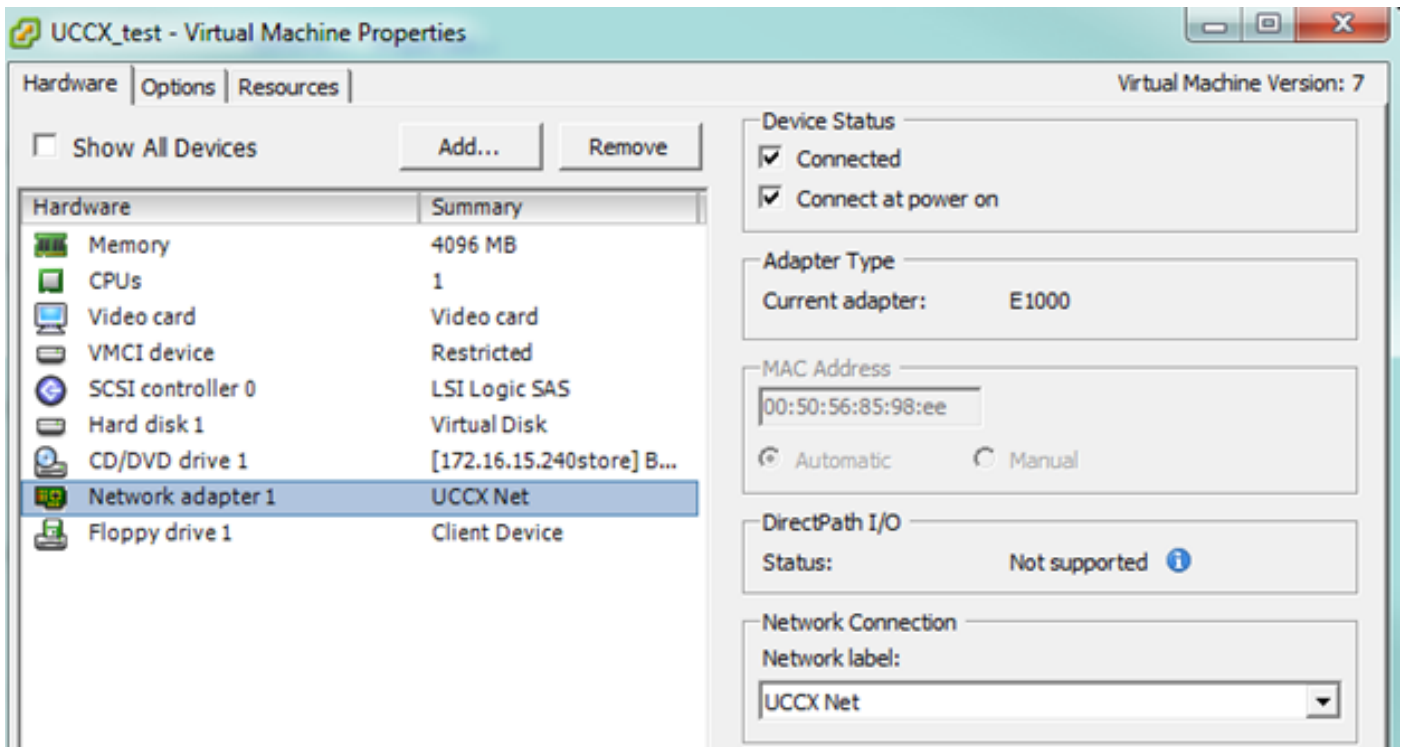 UCCX_test - Virtual Machine Properties
Hardware Options Resources
Virtual Machine Version: 7
Show All Devices
Add...
Remove
Hardware Summary
Memory 4096 MB
CPUs 1
Video card Video card
VMCI device Restricted
SCSI controller 0 LSI Logic SAS
Hard disk 1 Virtual Disk
CD/DVD drive 1 [172.16.15.240store] B...
Network adapter 1 UCCX Net
Floppy drive 1 Client Device
Device Status
Connected
Connect at power on
Adapter Type
Current adapter: E1000
MAC Address
00:50:56:85:98:ee
Automatic Manual
DirectPath I/O
Status: Not supported
Network Connection
Network label:
UCCX Net